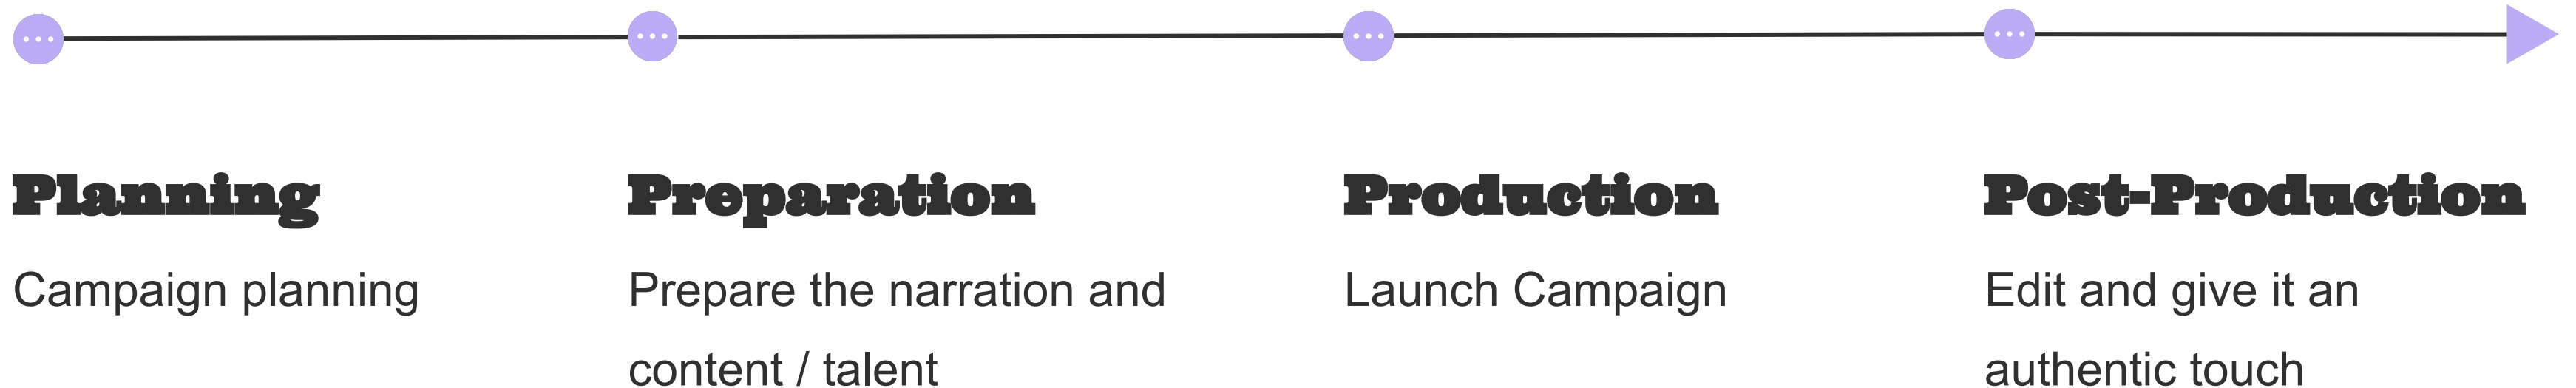 Planning
Campaign planning
Preparation
Prepare the narration and
content / talent
Production
Launch Campaign
Post-Production
Edit and give it an
authentic touch